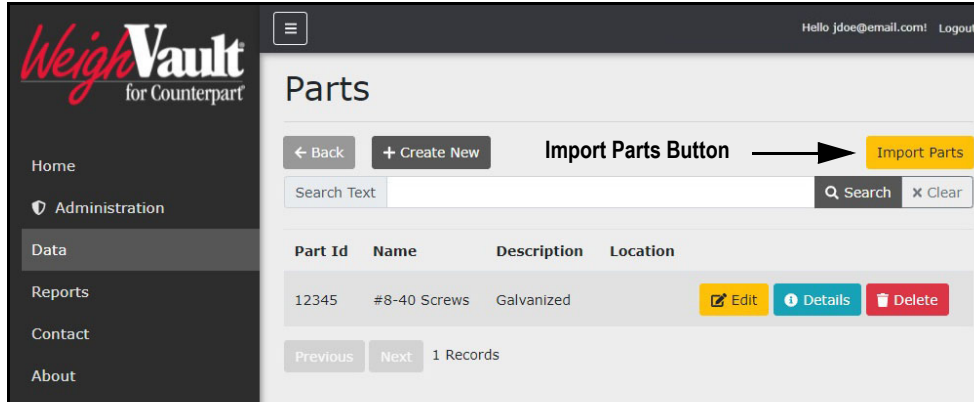 WeighVault
for Counterpart®
Hello jdoe@email.com! Logout
Parts
Home
Administration
Data
Reports
Contact
About
← Back + Create New Import Parts Button Import Parts
Search Text Search × Clear
Part Id Name Description Location
12345 #8-40 Screws Galvanized Edit Details Delete
Previous Next 1 Records